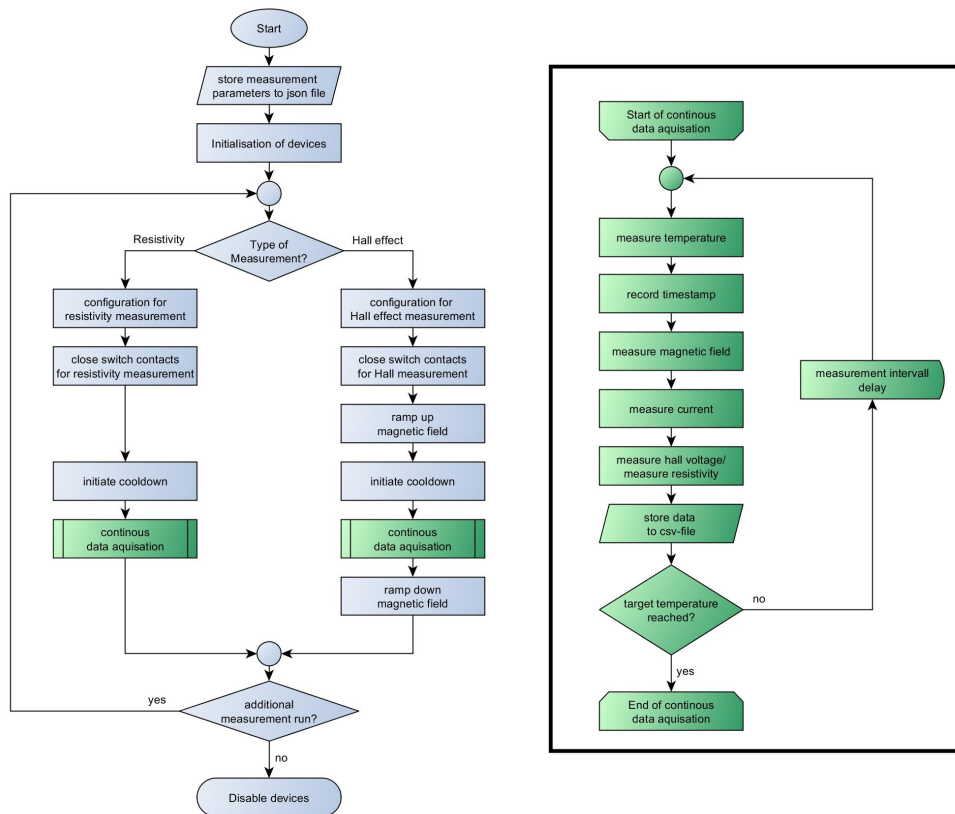 Start
store measurement
parameters to json file
Initialisation of devices
Type of
Measurement?
Resistivity
Hall effect
configuration for
resistivity measurement
close switch contacts
for resistivity measurement
initiate cooldown
continous
data aquisation
configuration for
Hall effect measurement
close switch contacts
for Hall measurement
ramp up
magnetic field
initiate cooldown
continous
data aquisation
ramp down
magnetic field
additional
measurement run?
yes
no
Disable devices
Start of continous
data aquisation
measure temperature
record timestamp
measure magnetic field
measure current
measure hall voltage/
measure resistivity
store data
to csv-file
target temperature
reached?
no
measurement intervall
delay
yes
End of continous
data aquisation